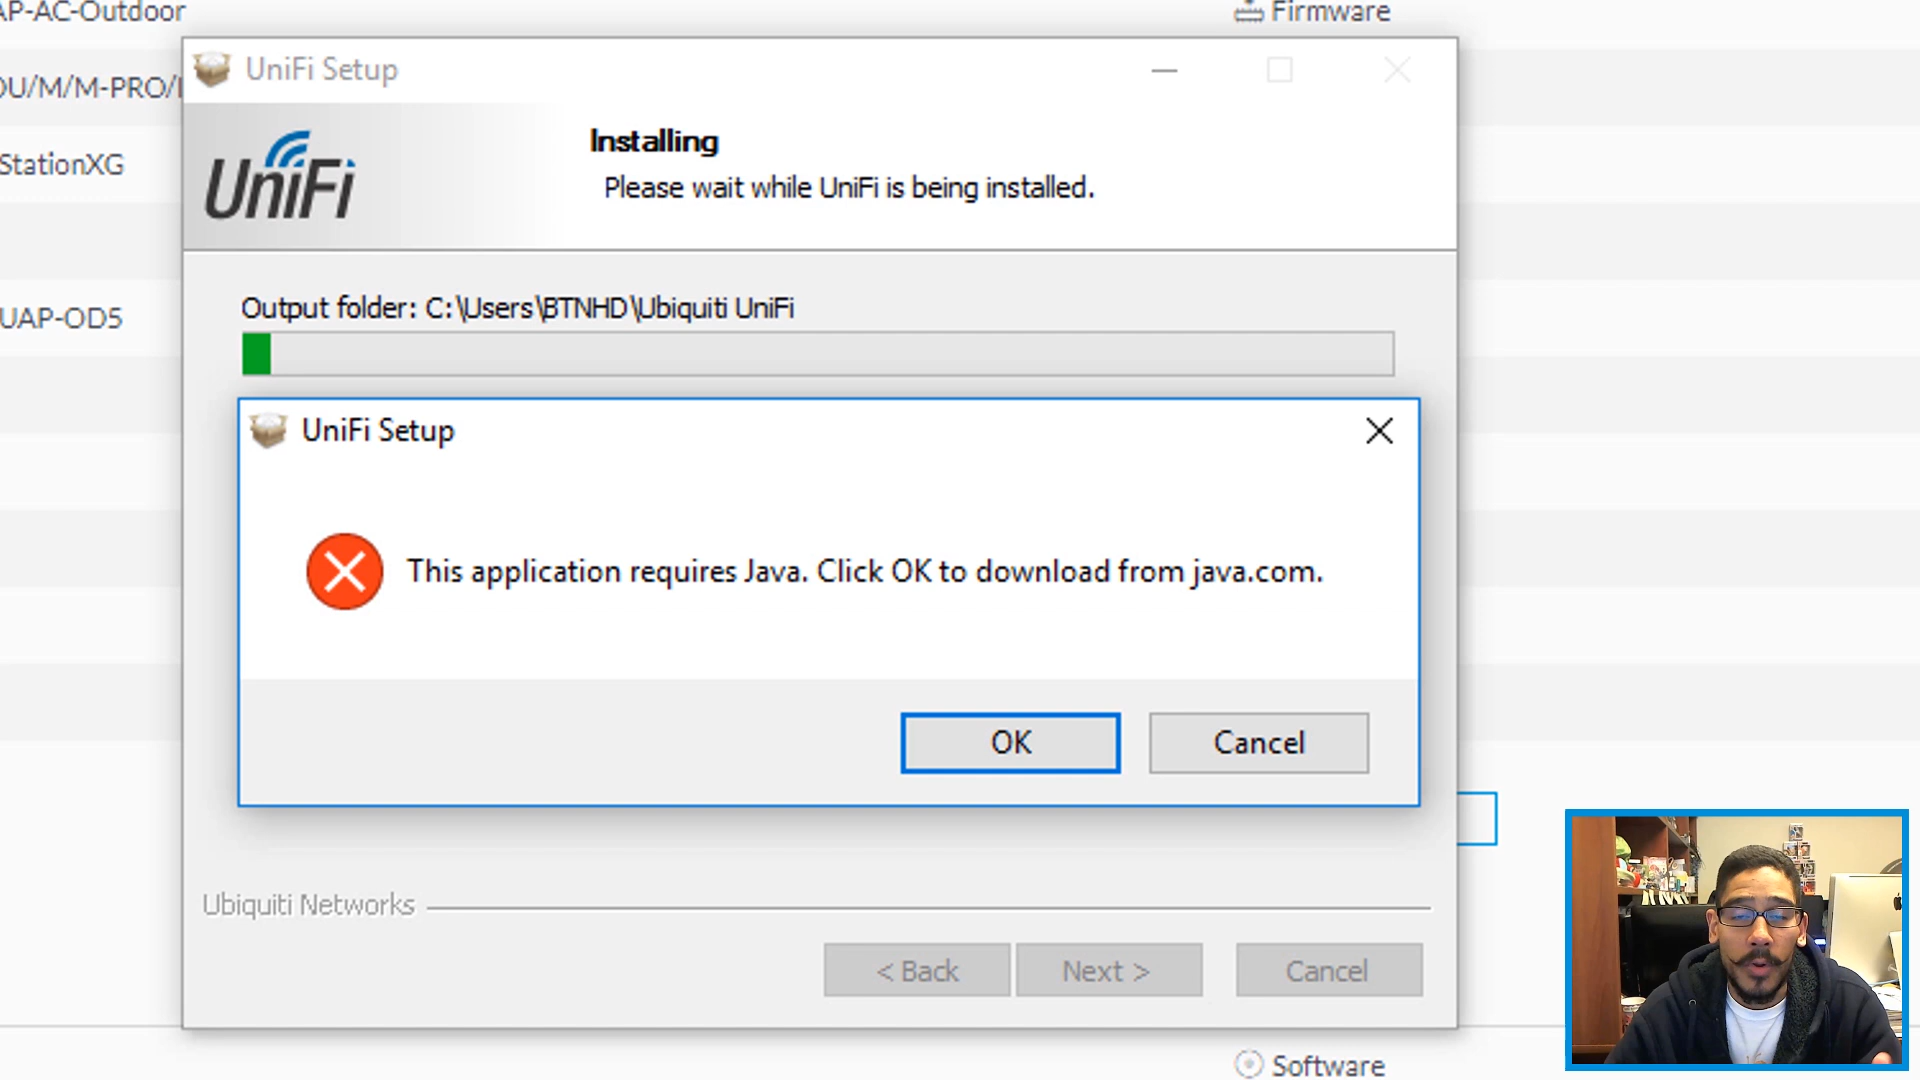 AP-AC-Outdoor
Firmware
UniFi Setup
OU/M/M-PRO/
UniFi
Installing
Please wait while UniFi is being installed.
StationXG
Output folder: C:\Users\BTNHD\Ubiquiti UniFi
UAP-OD5
UniFi Setup
This application requires Java. Click OK to download from java.com.
OK
Cancel
Ubiquiti Networks
< Back
Next >
Cancel
Software